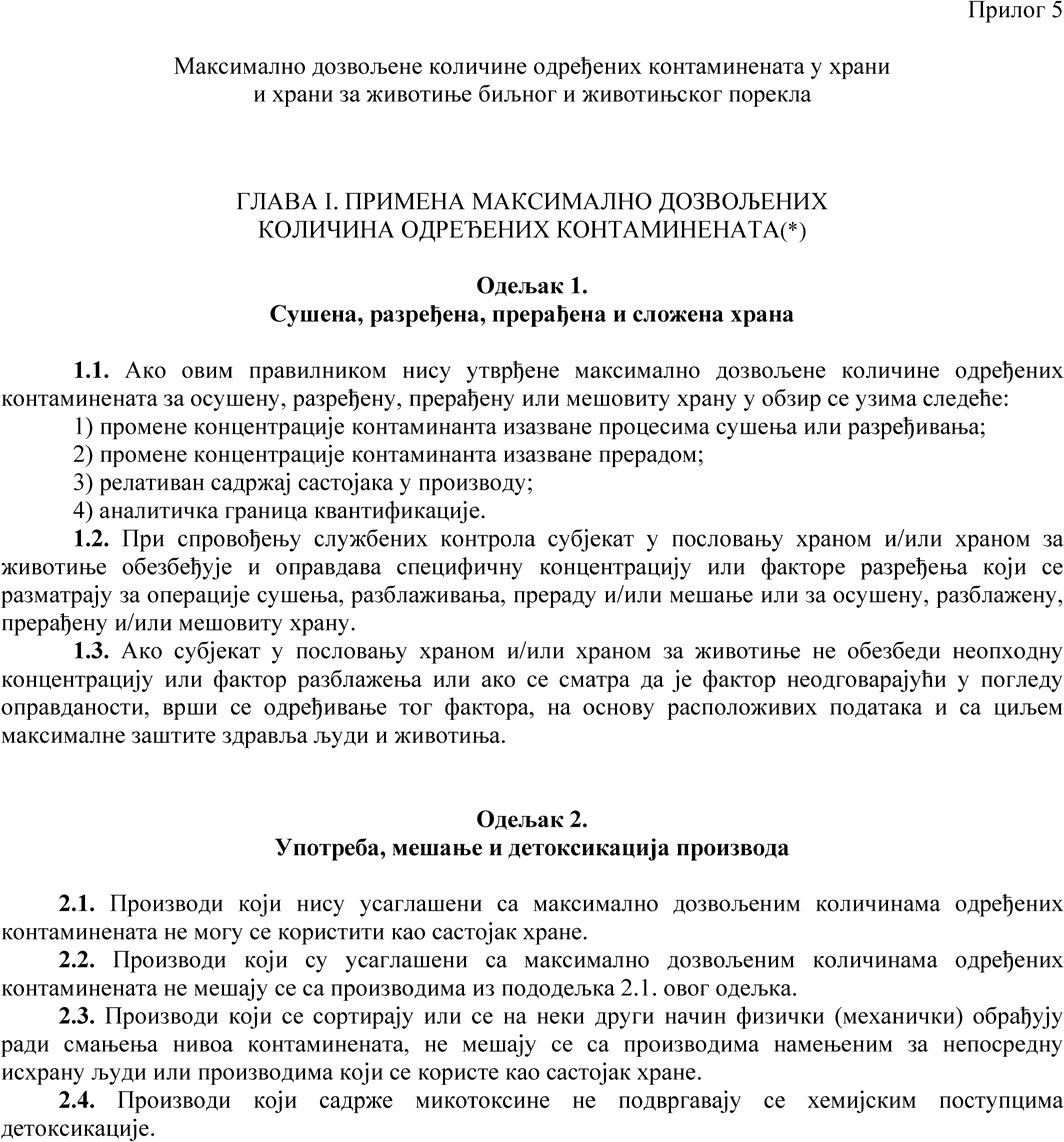 Прилог 5
Максимално дозвољене количине одређених контаминената у храни
и храни за животиње биљног и животињског порекла
ГЛАВА I. ПРИМЕНА МАКСИМАЛНО ДОЗВОЉЕНИХ
КОЛИЧИНА ОДРЕЂЕНИХ КОНТАМИНЕНАТА(*)
Одељак 1.
Сушена, разређена, прерађена и сложена храна
1.1. Ако овим правилником нису утврђене максимално дозвољене количине одређених
контаминената за осушену, разређену, прерађену или мешовиту храну у обзир се узима следеће:
1) промене концентрације контаминанта изазване процесима сушења или разређивања;
2) промене концентрације контаминанта изазване прерадом;
3) релативан садржај састојака у производу;
4) аналитичка граница квантификације.
1.2. При спровођењу службених контрола субјекат у пословању храном и/или храном за
животиње обезбеђује и оправдава специфичну концентрацију или факторе разређења који се
разматрају за операције сушења, разблаживања, прераду и/или мешање или за осушену, разблажену,
прерађену и/или мешовиту храну.
1.3. Ако субјекат у пословању храном и/или храном за животиње не обезбеди неопходну
концентрацију или фактор разблажења или ако се сматра да је фактор неодговарајући у погледу
оправданости, врши се одређивање тог фактора, на основу расположивих података и са циљем
максималне заштите здравља људи и животиња.
Одељак 2.
Употреба, мешање и детоксикација производа
2.1. Производи који нису усаглашени са максимално дозвољеним количинама одређених
контаминената не могу се користити као састојак хране.
2.2. Производи који су усаглашени са максимално дозвољеним количинама одређених
контаминената не мешају се са производима из пододељка 2.1. овог одељка.
2.3. Производи који се сортирају или се на неки други начин физички (механички) обрађују
ради смањења нивоа контаминената, не мешају се са производима намењеним за непосредну
исхрану људи или производима који се користе као састојак хране.
2.4. Производи који садрже микотоксине не подвргавају се хемијским поступцима
детоксикације.